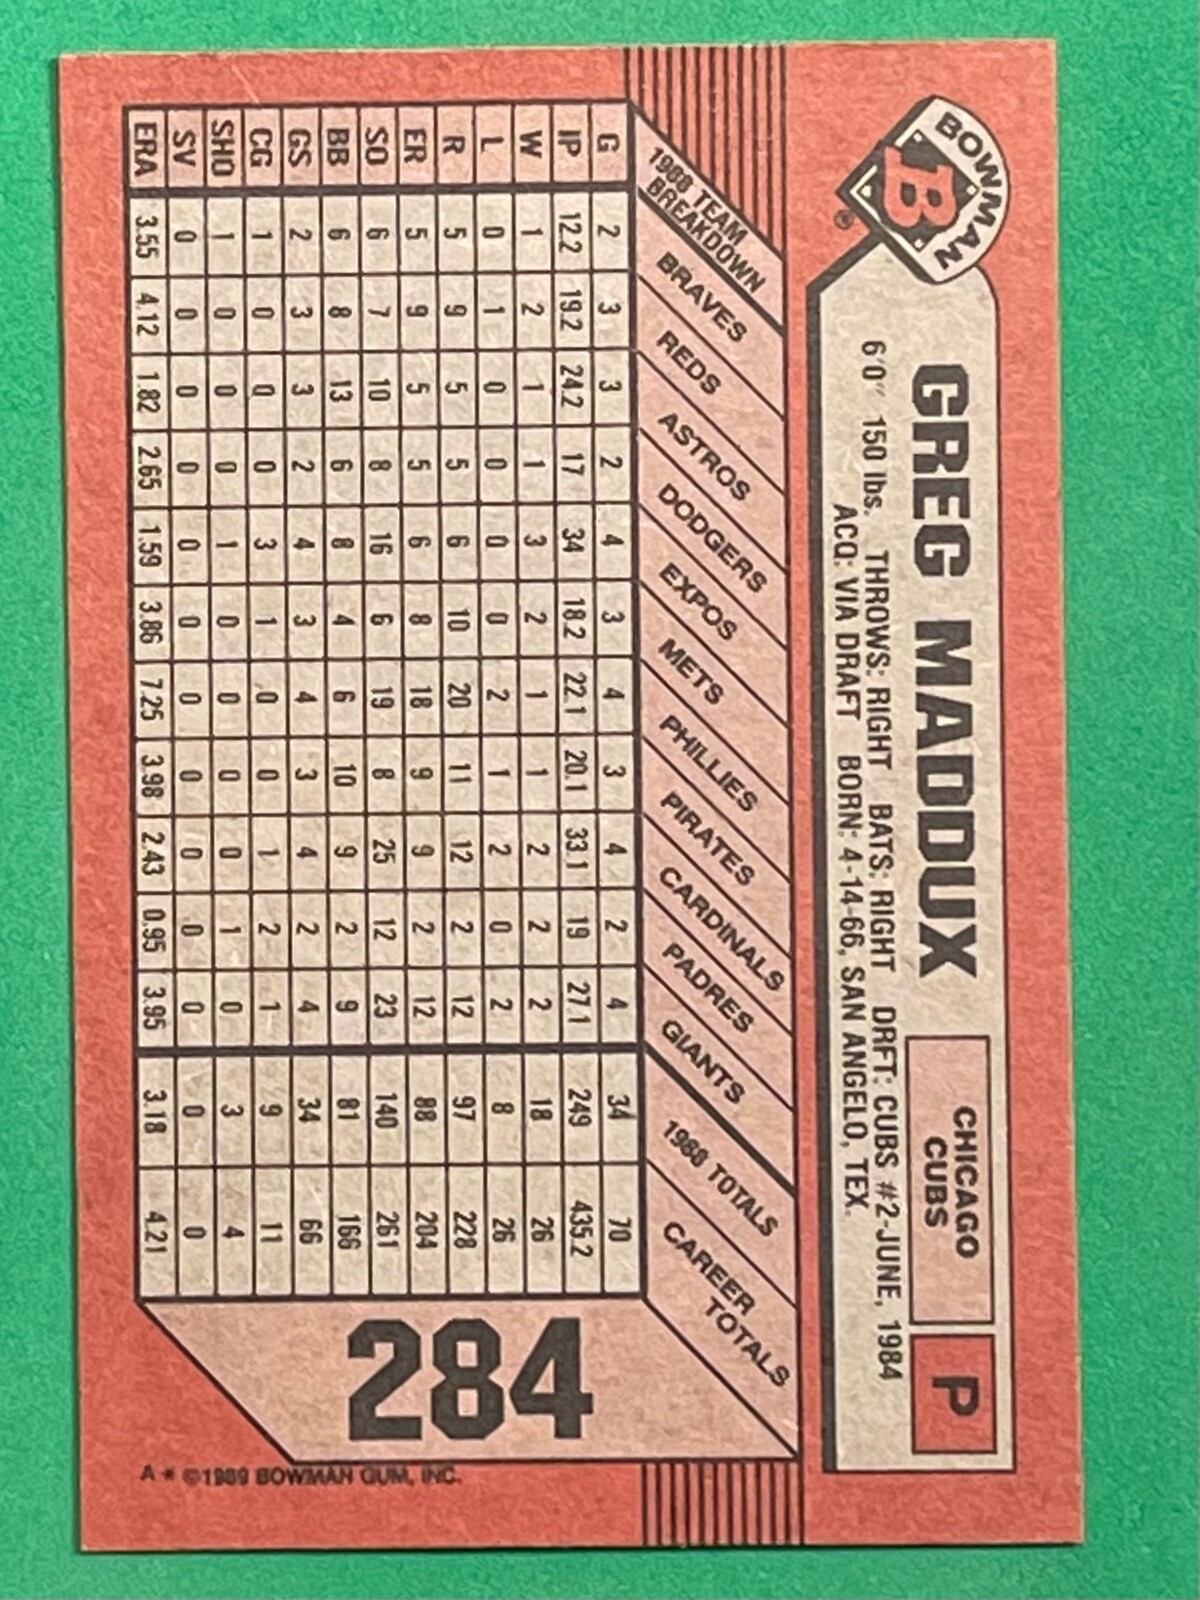 BOWMAN
B
®
GREG MADDUX
CHICAGO
CUBS
P
6'0" 150 lbs. THROWS: RIGHT BATS: RIGHT DRFT: CUBS #2-JUNE, 1984
ACQ: VIA DRAFT BORN: 4-14-66, SAN ANGELO, TEX.
1988 TEAM
BREAKDOWN
BRAVES
REDS
ASTROS
DODGERS
EXPOS
METS
PHILLIES
PIRATES
CARDINALS
PADRES
GIANTS
1988 TOTALS
CAREER
TOTALS
G 2 3 3 2 4 3 4 3 4 2 4 34 70
IP 12.2 19.2 24.2 17 34 18.2 22.1 20.1 33.1 19 27.1 249 435.2
W 1 2 1 1 3 2 1 1 2 2 2 18 26
L 0 1 0 0 0 0 2 1 2 0 2 8 26
R 5 9 5 5 6 10 20 11 12 2 12 97 228
ER 5 9 5 5 6 8 18 9 9 2 12 88 204
SO 6 7 10 8 16 6 19 8 25 12 23 140 261
BB 6 8 13 6 8 4 6 10 9 2 9 81 166
GS 2 3 3 2 4 3 4 3 4 2 4 34 66
CG 1 0 0 0 3 1 0 0 1 2 1 9 11
SHO 1 0 0 0 1 0 0 0 0 1 0 3 4
SV 0 0 0 0 0 0 0 0 0 0 0 0 0
ERA 3.55 4.12 1.82 2.65 1.59 3.86 7.25 3.98 2.43 0.95 3.95 3.18 4.21
284
A * ©1989 BOWMAN GUM, INC.